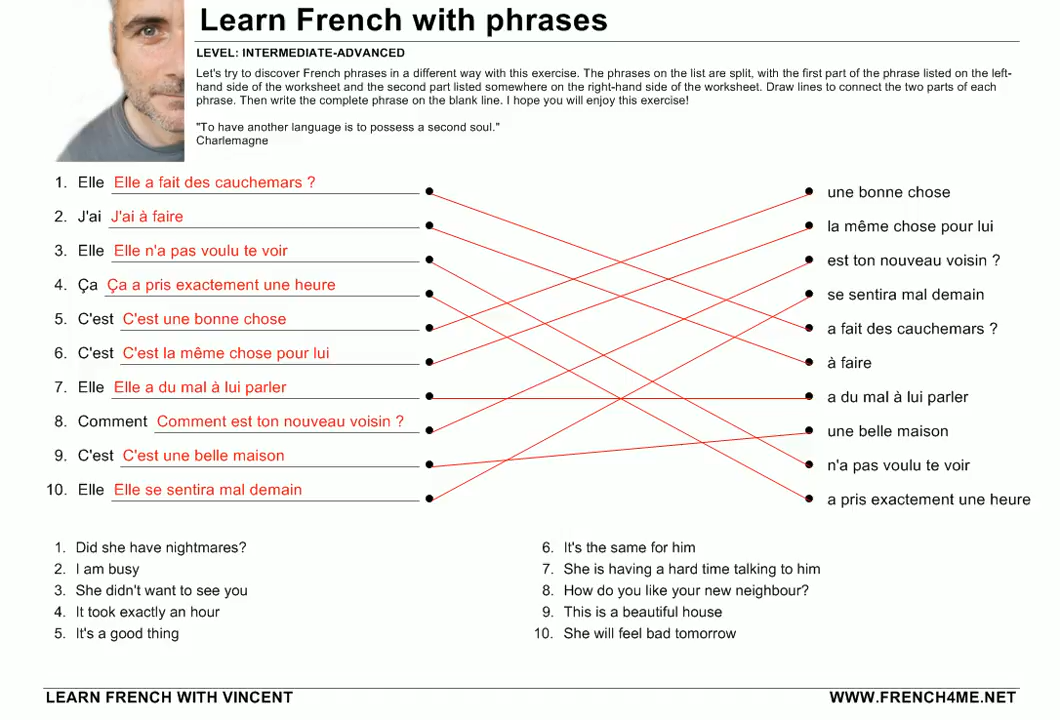 Learn French with phrases
LEVEL: INTERMEDIATE-ADVANCED
Let's try to discover French phrases in a different way with this exercise. The phrases on the list are split, with the first part of the phrase listed on the left-
hand side of the worksheet and the second part listed somewhere on the right-hand side of the worksheet. Draw lines to connect the two parts of each
phrase. Then write the complete phrase on the blank line. I hope you will enjoy this exercise!
"To have another language is to possess a second soul."
Charlemagne
1. Elle Elle a fait des cauchemars ?
2. J'ai J'ai à faire
3. Elle Elle n'a pas voulu te voir
4. Ça Ça a pris exactement une heure
5. C'est C'est une bonne chose
6. C'est C'est la même chose pour lui
7. Elle Elle a du mal à lui parler
8. Comment Comment est ton nouveau voisin ?
9. C'est C'est une belle maison
10. Elle Elle se sentira mal demain
une bonne chose
la même chose pour lui
est ton nouveau voisin ?
se sentira mal demain
a fait des cauchemars ?
à faire
a du mal à lui parler
une belle maison
n'a pas voulu te voir
a pris exactement une heure
1. Did she have nightmares?
2. I am busy
3. She didn't want to see you
4. It took exactly an hour
5. It's a good thing
6. It's the same for him
7. She is having a hard time talking to him
8. How do you like your new neighbour?
9. This is a beautiful house
10. She will feel bad tomorrow
LEARN FRENCH WITH VINCENT
WWW.FRENCH4ME.NET